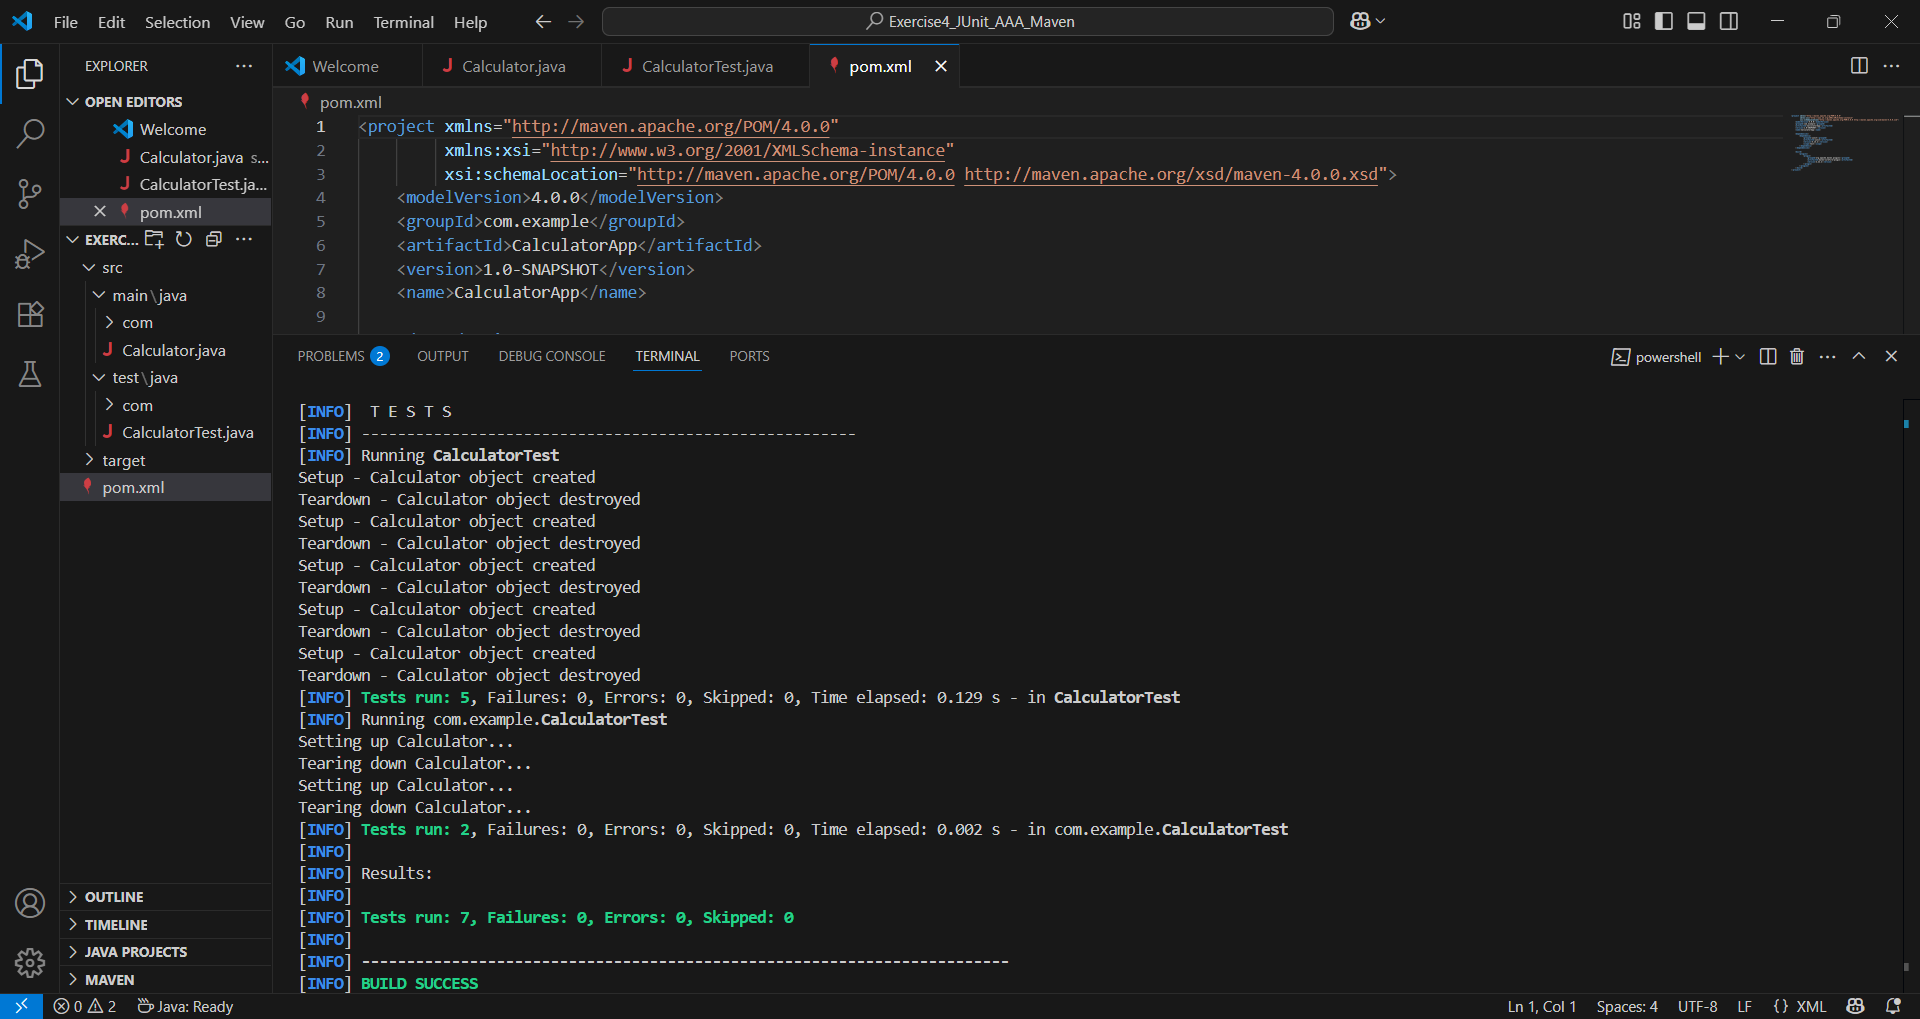 File Edit Selection View Go Run Terminal Help
Exercise4_JUnit_AAA_Maven
EXPLORER
OPEN EDITORS
Welcome
Calculator.java s...
CalculatorTest.ja...
pom.xml
EXERC...
src
main\java
com
Calculator.java
test\java
com
CalculatorTest.java
target
pom.xml
OUTLINE
TIMELINE
JAVA PROJECTS
MAVEN
Welcome Calculator.java CalculatorTest.java pom.xml
pom.xml
1 <project xmlns="http://maven.apache.org/POM/4.0.0"
2 xmlns:xsi="http://www.w3.org/2001/XMLSchema-instance"
3 xsi:schemaLocation="http://maven.apache.org/POM/4.0.0 http://maven.apache.org/xsd/maven-4.0.0.xsd">
4 <modelVersion>4.0.0</modelVersion>
5 <groupId>com.example</groupId>
6 <artifactId>CalculatorApp</artifactId>
7 <version>1.0-SNAPSHOT</version>
8 <name>CalculatorApp</name>
9
PROBLEMS 2 OUTPUT DEBUG CONSOLE TERMINAL PORTS
powershell
[INFO]  T E S T S
[INFO] -------------------------------------------------------
[INFO] Running CalculatorTest
Setup - Calculator object created
Teardown - Calculator object destroyed
Setup - Calculator object created
Teardown - Calculator object destroyed
Setup - Calculator object created
Teardown - Calculator object destroyed
Setup - Calculator object created
Teardown - Calculator object destroyed
Setup - Calculator object created
Teardown - Calculator object destroyed
[INFO] Tests run: 5, Failures: 0, Errors: 0, Skipped: 0, Time elapsed: 0.129 s - in CalculatorTest
[INFO] Running com.example.CalculatorTest
Setting up Calculator...
Tearing down Calculator...
Setting up Calculator...
Tearing down Calculator...
[INFO] Tests run: 2, Failures: 0, Errors: 0, Skipped: 0, Time elapsed: 0.002 s - in com.example.CalculatorTest
[INFO]
[INFO] Results:
[INFO]
[INFO] Tests run: 7, Failures: 0, Errors: 0, Skipped: 0
[INFO]
[INFO] ------------------------------------------------------------------------
[INFO] BUILD SUCCESS
0 2 Java: Ready
Ln 1, Col 1 Spaces: 4 UTF-8 LF {} XML